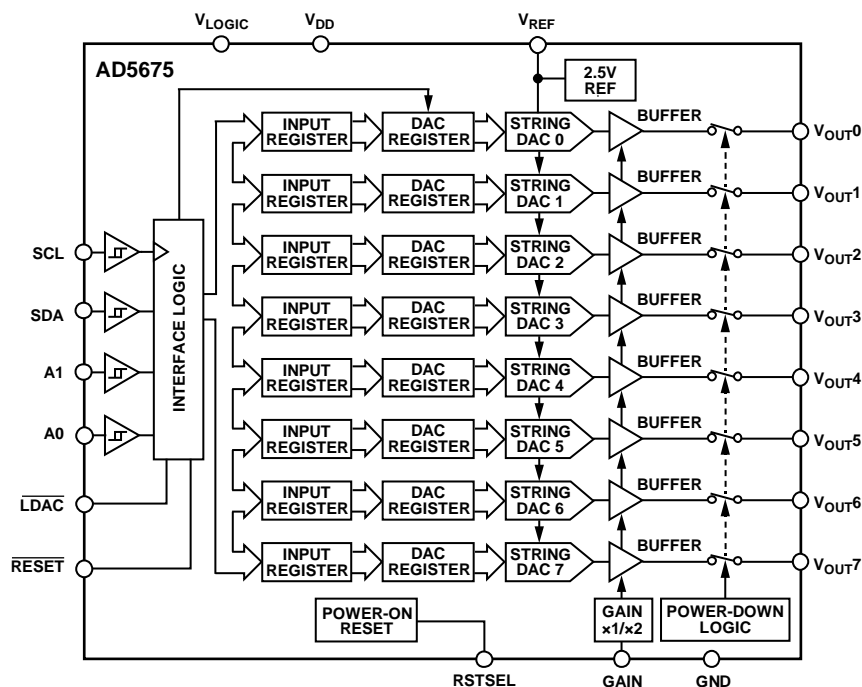 VLOGIC VDD VREF
AD5675
2.5V
REF
INPUT
REGISTER
DAC
REGISTER
STRING
DAC 0
BUFFER
VOUT0
INPUT
REGISTER
DAC
REGISTER
STRING
DAC 1
BUFFER
VOUT1
SCL
INPUT
REGISTER
DAC
REGISTER
STRING
DAC 2
BUFFER
VOUT2
SDA
INTERFACE LOGIC
INPUT
REGISTER
DAC
REGISTER
STRING
DAC 3
BUFFER
VOUT3
A1
INPUT
REGISTER
DAC
REGISTER
STRING
DAC 4
BUFFER
VOUT4
A0
INPUT
REGISTER
DAC
REGISTER
STRING
DAC 5
BUFFER
VOUT5
LDAC
INPUT
REGISTER
DAC
REGISTER
STRING
DAC 6
BUFFER
VOUT6
RESET
INPUT
REGISTER
DAC
REGISTER
STRING
DAC 7
BUFFER
VOUT7
POWER-ON
RESET
GAIN
×1/×2
POWER-DOWN
LOGIC
RSTSEL GAIN GND